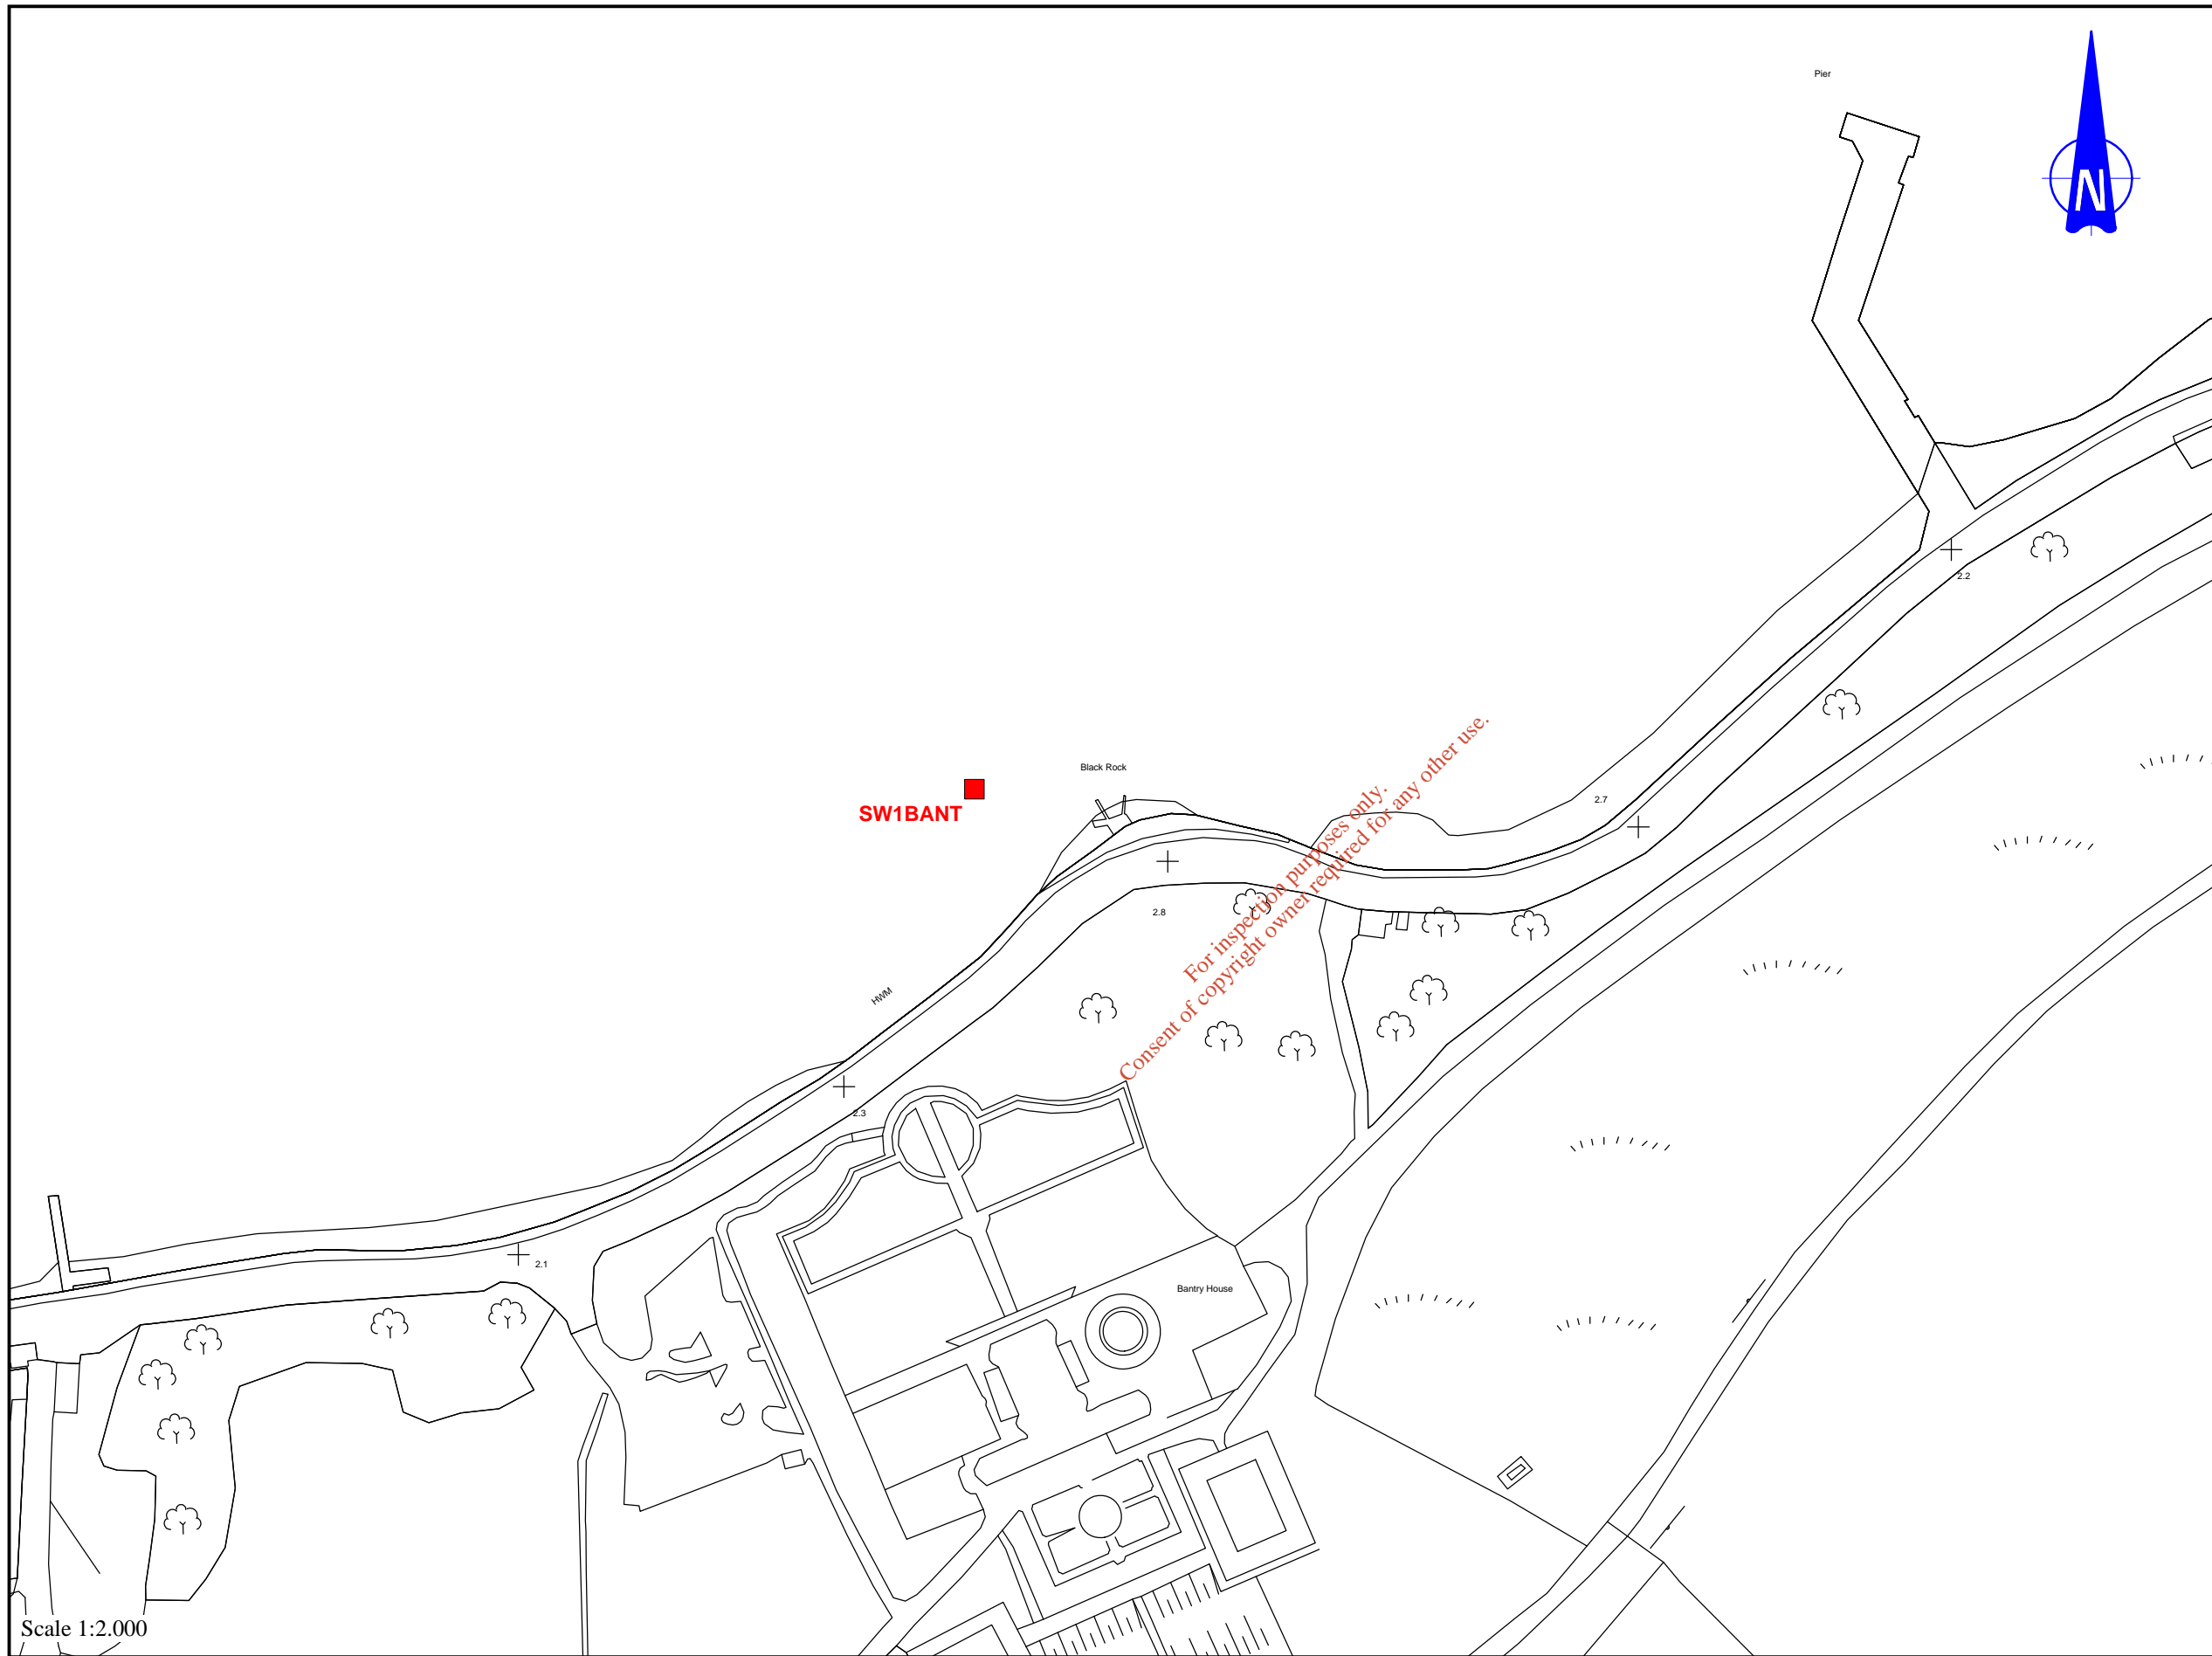 Pier
N
2.2
Black Rock
SW1BANT
2.7
For inspection purposes only.
Consent of copyright owner required for any other use.
2.8
HWM
2.3
2.1
Bantry House
Scale 1:2.000